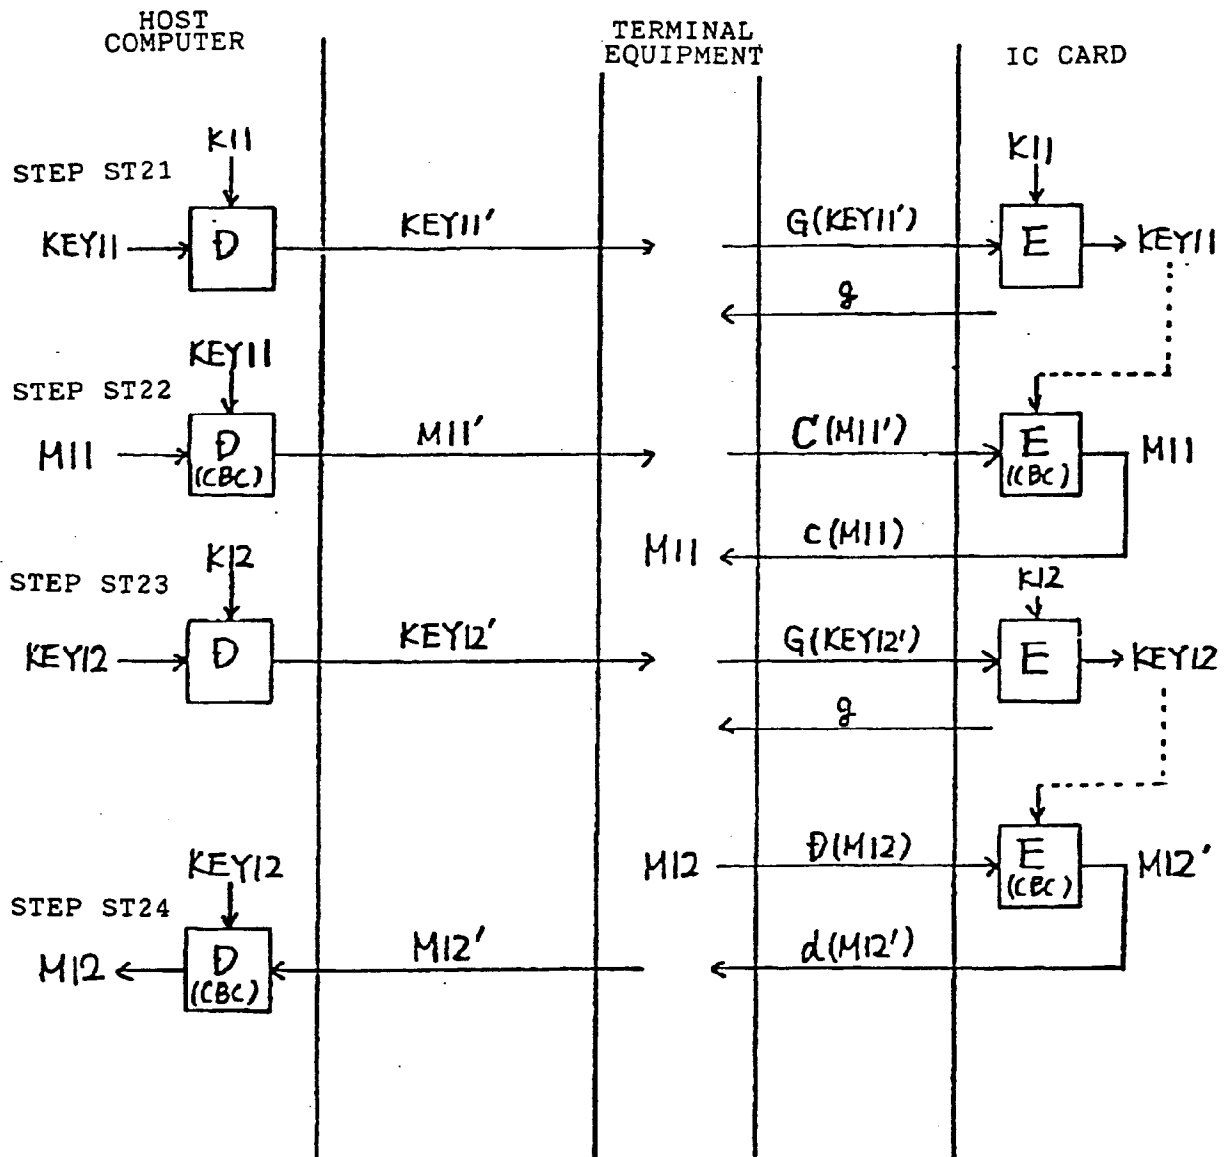 HOST
COMPUTER
TERMINAL
EQUIPMENT
IC CARD
K11
K11
STEP ST21
KEY11
D
KEY11'
G(KEY11')
E
KEY11
g
KEY11
STEP ST22
M11
D
(CBC)
M11'
C(M11')
E
(CBC)
M11
M11
c(M11)
K12
K12
STEP ST23
KEY12
D
KEY12'
G(KEY12')
E
KEY12
g
KEY12
M12
D(M12)
E
(CBC)
M12'
STEP ST24
M12
D
(CBC)
M12'
d(M12')